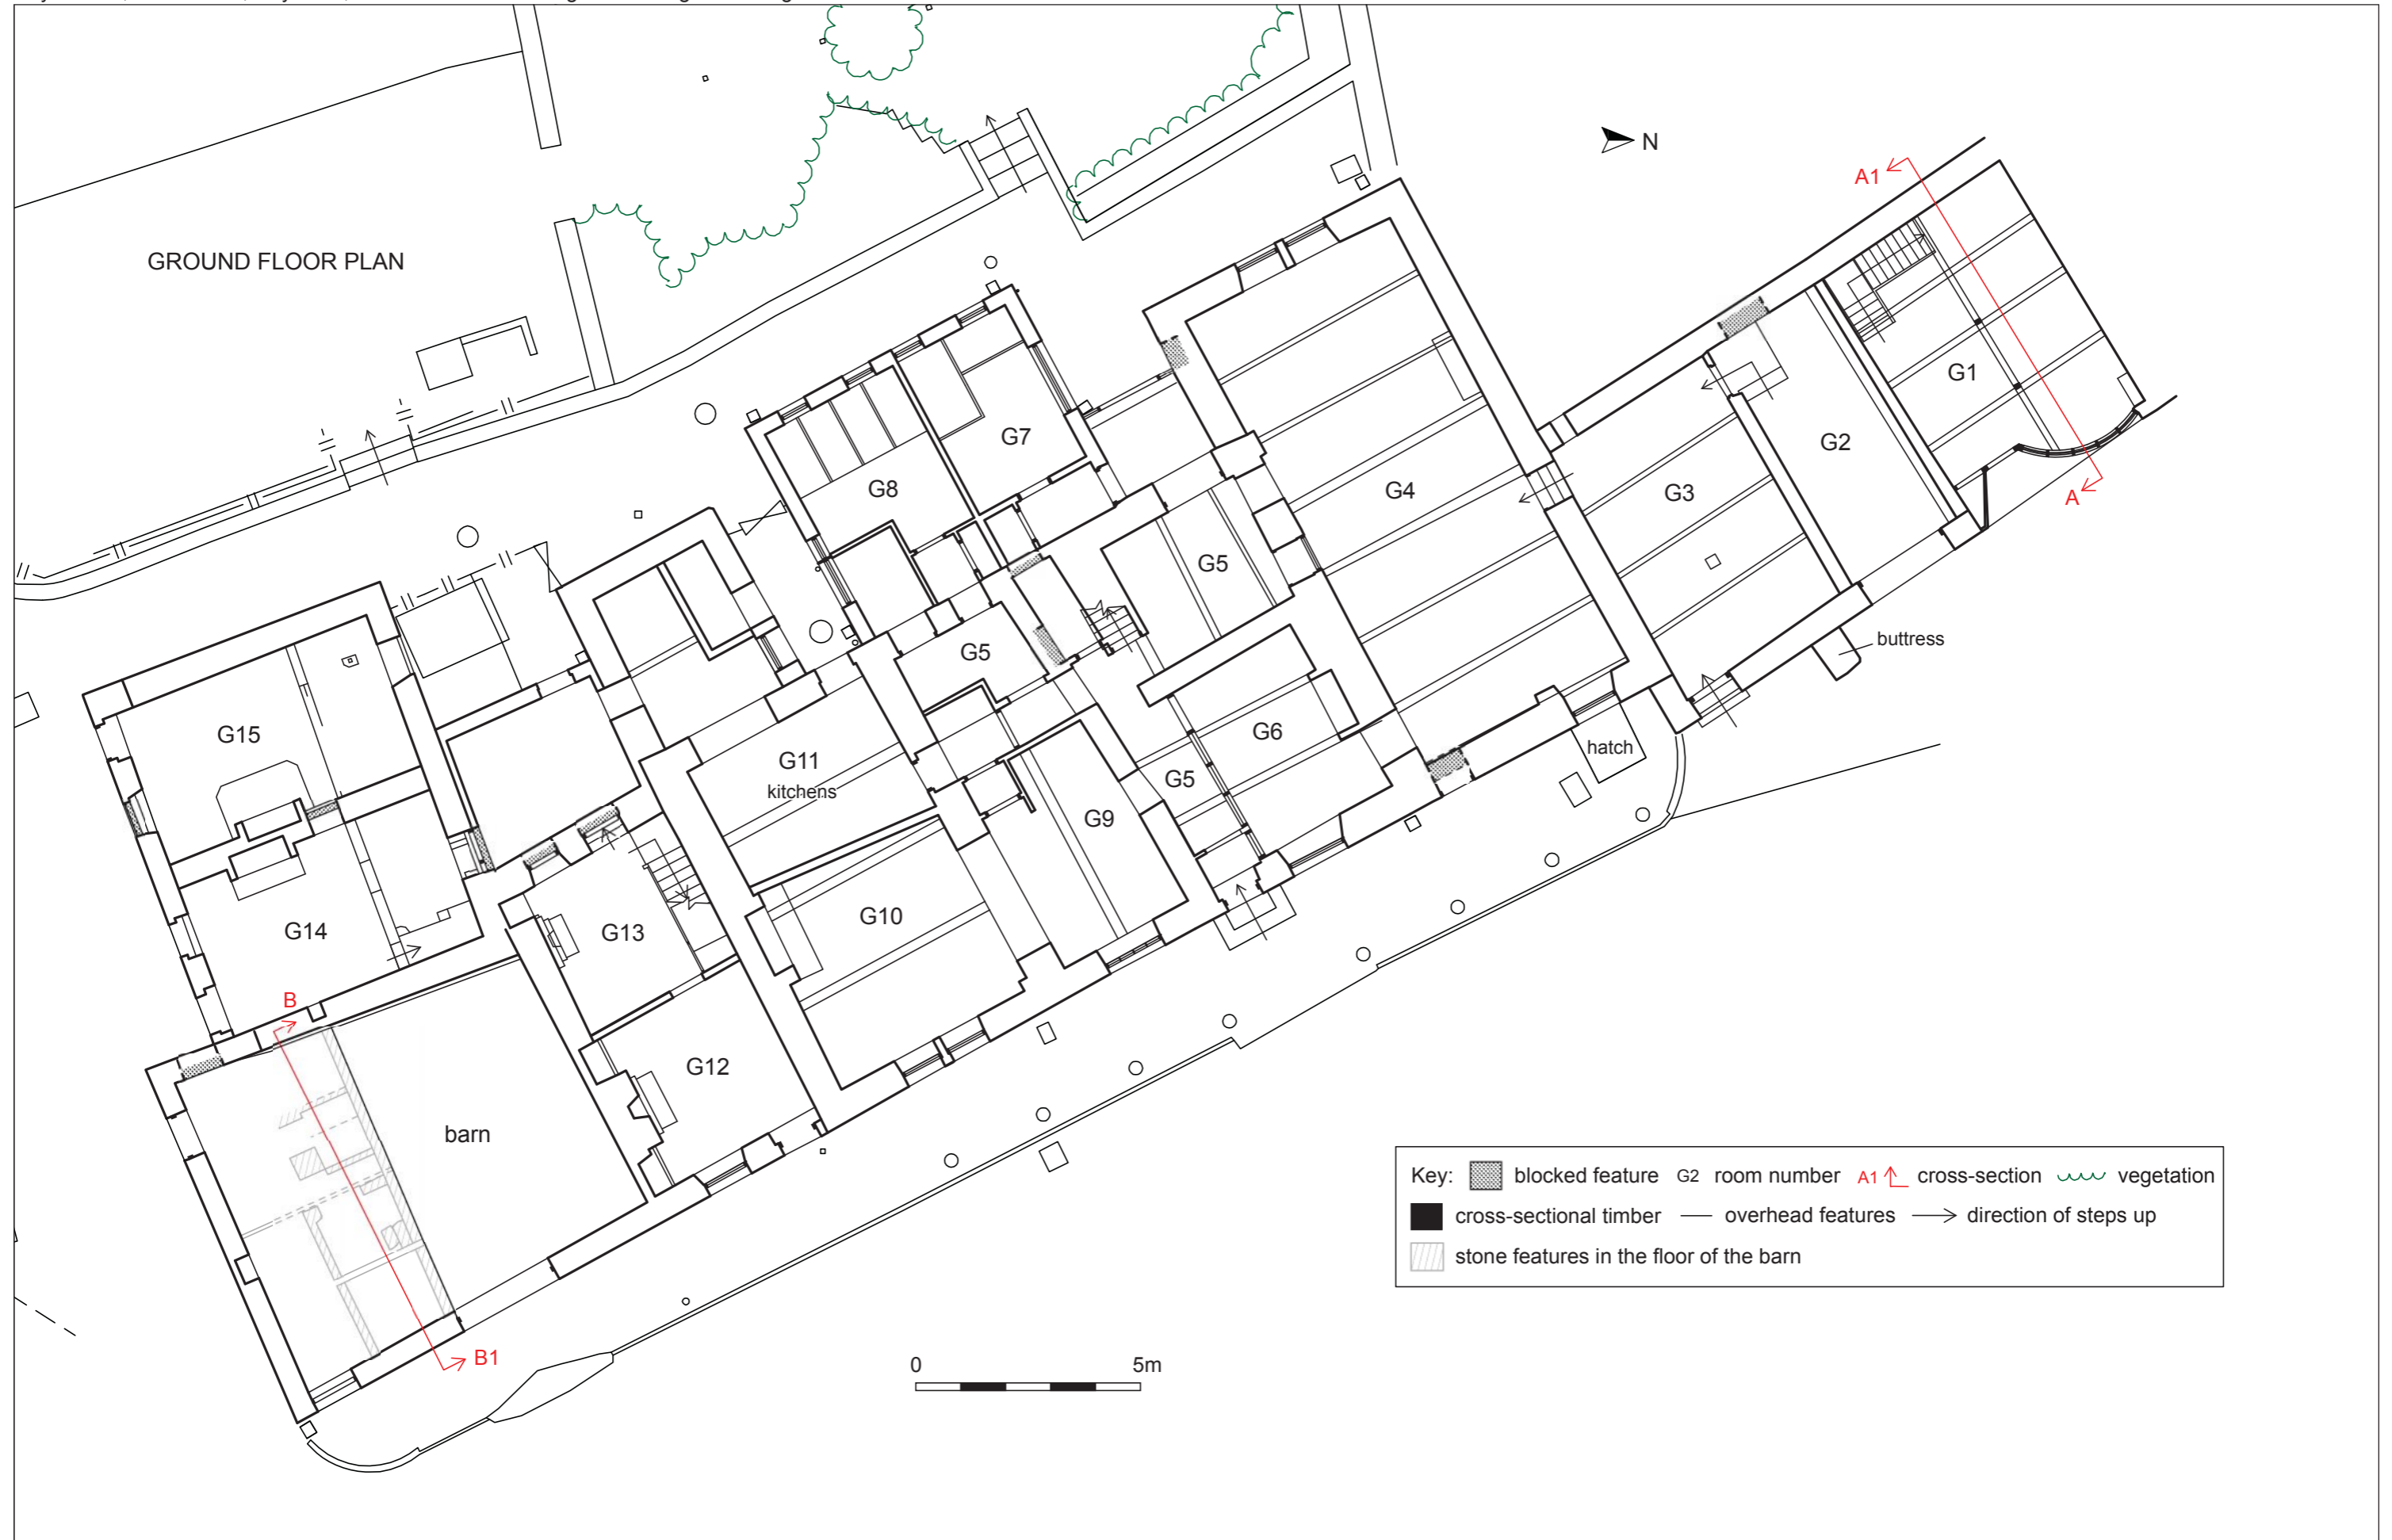 N
A1
GROUND FLOOR PLAN
G1
G7
G2
G8
G4
G3
G5
buttress
G5
G6
G15
hatch
G11
G5
kitchens
G9
G10
G14
G13
B
G12
barn
A
B1
0 5m
Key: blocked feature G2 room number A1 cross-section vegetation
cross-sectional timber overhead features direction of steps up
stone features in the floor of the barn